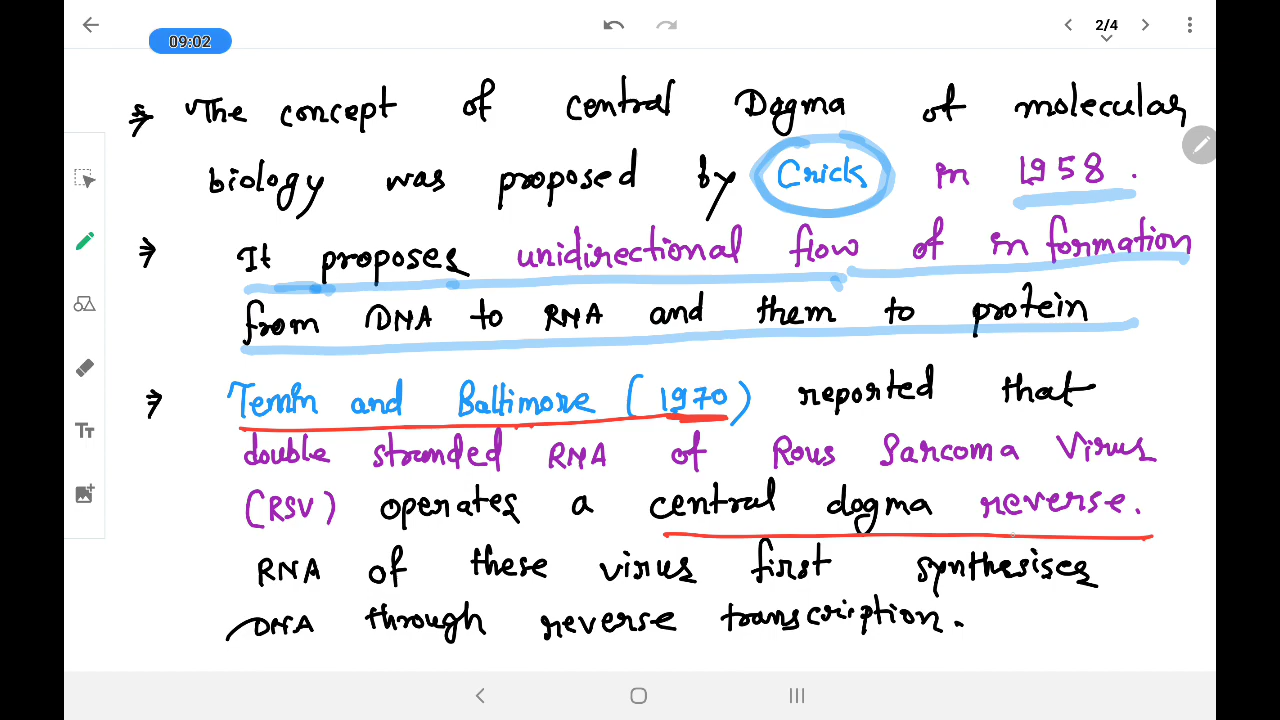 09:02
2/4
→ The concept of central Dogma of molecular
biology was proposed by Crick in 1958.
→ It proposes unidirectional flow of information
from DNA to RNA and them to protein
→ Temin and Baltimore (1970) reported that
double stranded RNA of Rous Sarcoma Virus
(RSV) operates a central dogma reverse.
RNA of these virus first synthesises
DNA through reverse transcription.
Tt